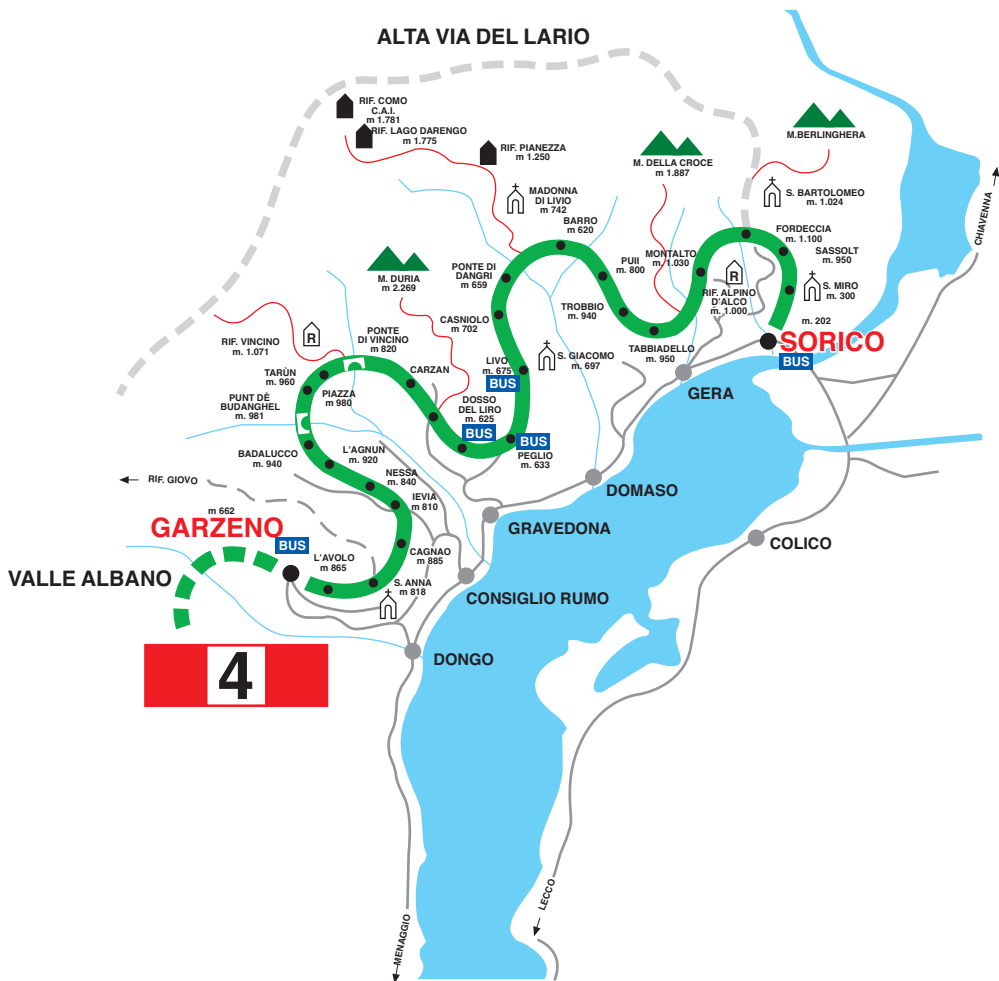 ALTA VIA DEL LARIO
RIF. COMO
C.A.I.
m 1.781
RIF. LAGO DARENGO
m 1.775
RIF. PIANEZZA
m 1.250
M. DELLA CROCE
m 1.887
M.BERLINGHERA
S. BARTOLOMEO
m. 1.024
MADONNA
DI LIVIO
m 742
BARRO
m 620
CHIAVENNA
FORDECCIA
m. 1.100
SASSOLT
m. 950
S. MIRO
m. 300
m. 202
SORICO
BUS
MONTALTO
m. 1.030
R
RIF. ALPINO
D'ALCO
m. 1.000
PUII
m. 800
TROBBIO
m. 940
TABBIADELLO
m. 950
GERA
PONTE DI
DANGRI
m 659
CASNIOLO
m 702
M. DURIA
m 2.269
S. GIACOMO
m. 697
LIVO
m. 675
BUS
DOSSO
DEL LIRO
m. 625
BUS
BUS
PEGLIO
m. 633
CARZAN
PONTE
DI VINCINO
m 620
R
RIF. VINCINO
m. 1.071
TARÙN
m. 960
PIAZZA
m 980
PUNT DÈ
BUDANGHEL
m. 981
BADALUCCO
m. 940
L'AGNUN
m. 920
NESSA
m. 840
IEVIA
m 810
CAGNAO
m 885
S. ANNA
m 818
L'AVOLO
m 865
RIF. GIOVO
m 662
GARZENO
BUS
VALLE ALBANO
4
DOMASO
GRAVEDONA
COLICO
CONSIGLIO RUMO
DONGO
LECCO
MENAGGIO